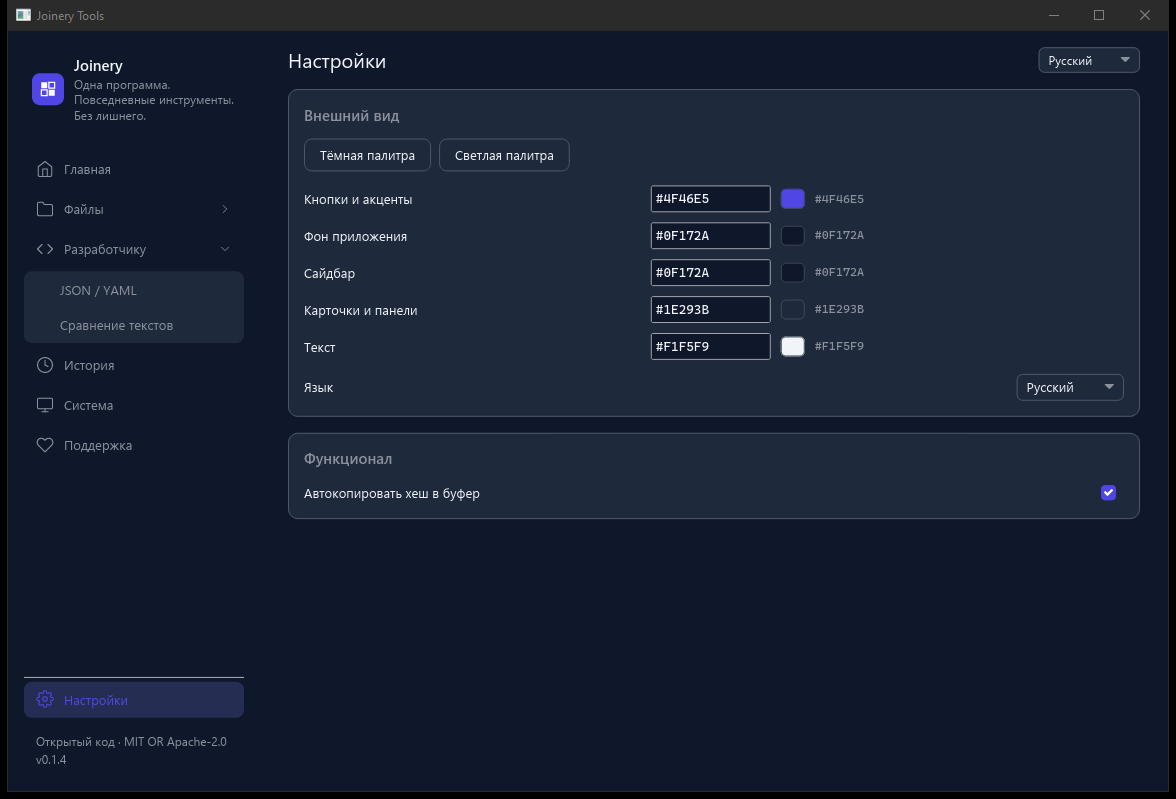 Joinery Tools
Joinery
Одна программа.
Повседневные инструменты.
Без лишнего.
Главная
Файлы
Разработчику
JSON / YAML
Сравнение текстов
История
Система
Поддержка
Настройки
Открытый код · MIT OR Apache-2.0
v0.1.4
Настройки
Русский
Внешний вид
Тёмная палитра
Светлая палитра
Кнопки и акценты #4F46E5 #4F46E5
Фон приложения #0F172A #0F172A
Сайдбар #0F172A #0F172A
Карточки и панели #1E293B #1E293B
Текст #F1F5F9 #F1F5F9
Язык Русский
Функционал
Автокопировать хеш в буфер